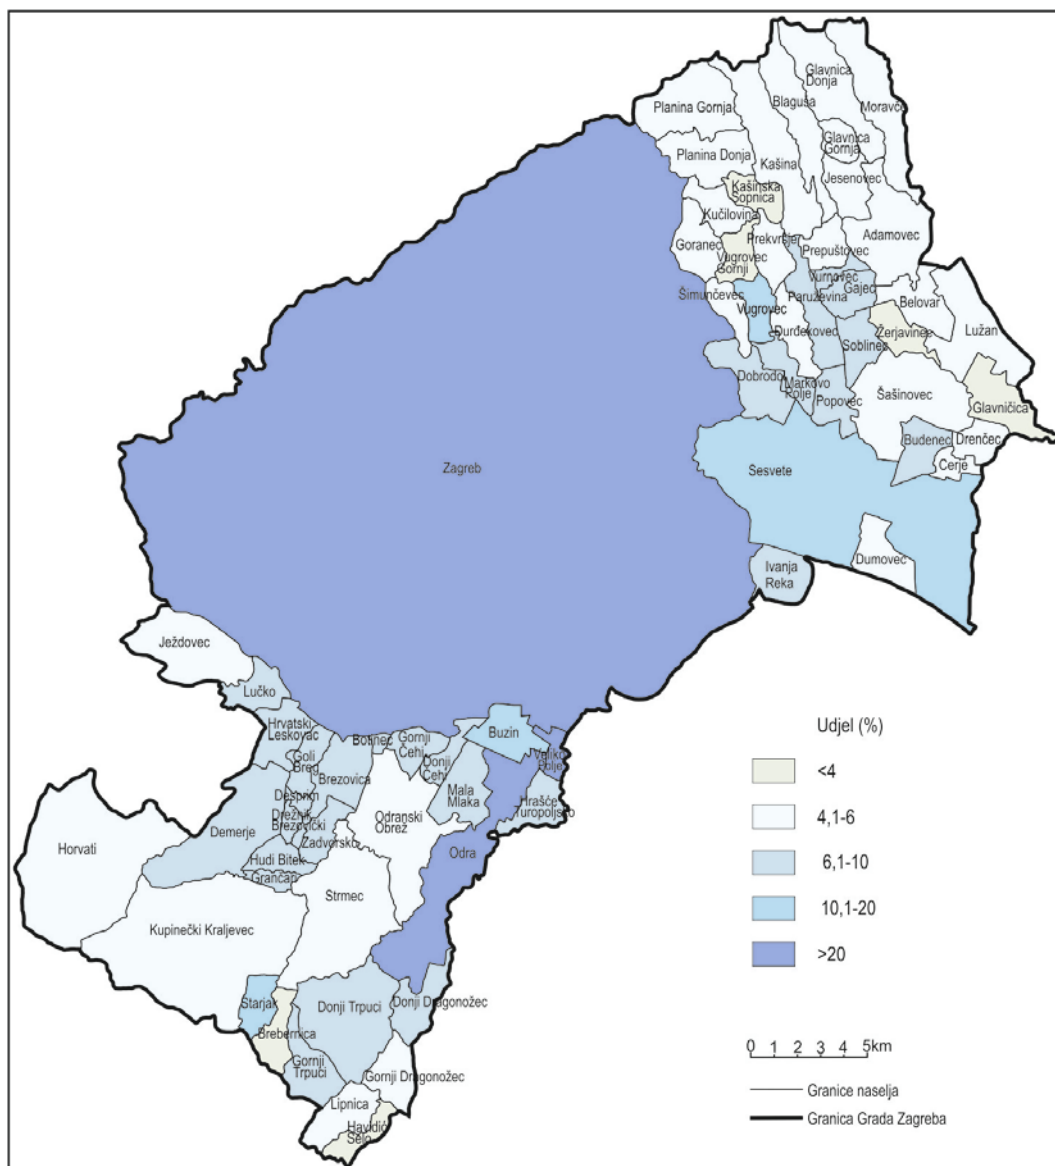 Glavnica
Donja
Planina Gornja
Blaguša
Moravče
Glavnica
Gornja
Planina Donja
Kašina
Jesenovec
Kašinska
Sopnica
Kučilovina
Adamovec
Goranec
Prekvršje
Prepuštovec
Vugrovec
Gornji
Vurnovec
Gajec
Šimunčevec
Paruževina
Belovar
Vugrovec
Lužan
Đurđekovec
Soblinec
Žerjavinec
Dobrodol
Markovo
Polje
Popovec
Šašinovec
Glavničica
Budenec
Drenčec
Zagreb
Sesvete
Cerje
Dumovec
Ivanja
Reka
Ježdovec
Lučko
Hrvatski
Leskovac
Botinec
Gornji
Čehi
Donji
Čehi
Buzin
Veliko
Polje
Goli
Breg
Brezovica
Mala
Mlaka
Hrašće
Turopoljsko
Desprim
Drežnik
Brezovički
Odranski
Obrež
Demerje
Zadvorsko
Horvati
Hudi Bitek
Odra
Grančari
Strmec
Kupinečki Kraljevec
Starjak
Donji Trpuci
Donji Dragonožec
Brebernica
Gornji
Trpuci
Gornji Dragonožec
Lipnica
Havidić
Selo
Udjel (%)
<4
4,1-6
6,1-10
10,1-20
>20
0 1 2 3 4 5km
Granice naselja
Granica Grada Zagreba